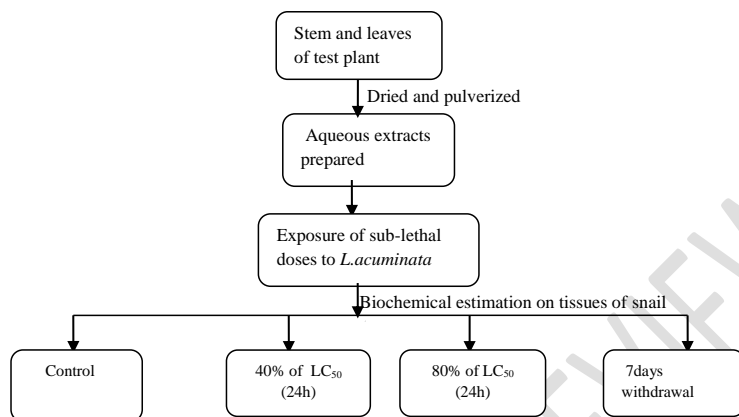 Stem and leaves
of test plant
Dried and pulverized
Aqueous extracts
prepared
Exposure of sub-lethal
doses to L.acuminata
Biochemical estimation on tissues of snail
Control
40% of LC₅₀
(24h)
80% of LC₅₀
(24h)
7days
withdrawal